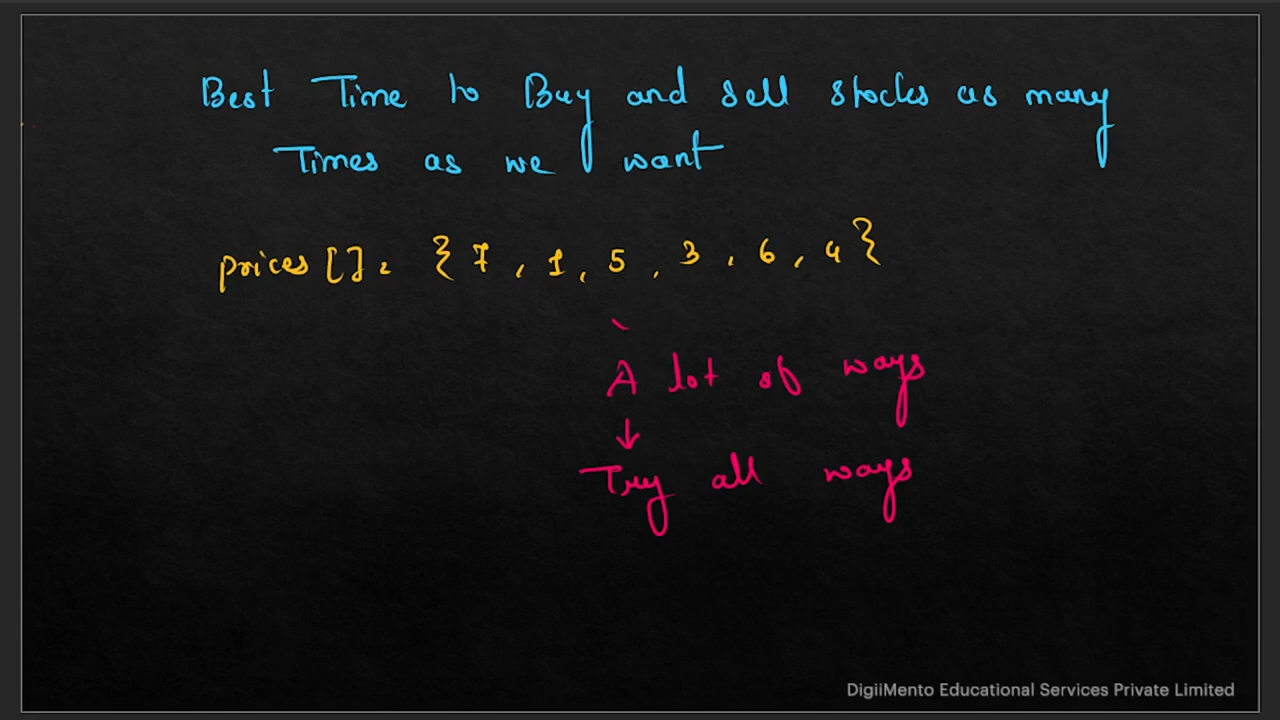 Best Time to Buy and sell stocks as many
Times as we want
prices []= {7, 1, 5, 3, 6, 4}
A lot of ways
↓
Try all ways
DigiiMento Educational Services Private Limited